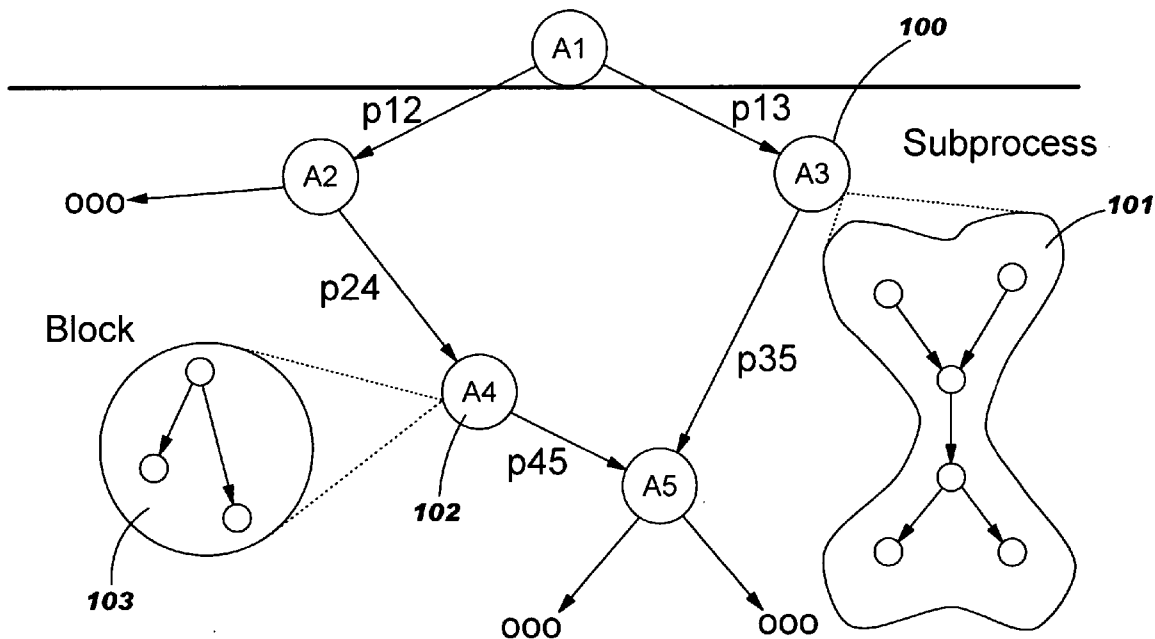 100
A1
p12
p13
Subprocess
A2
A3
ooo
101
p24
Block
p35
A4
p45
A5
102
103
ooo
ooo